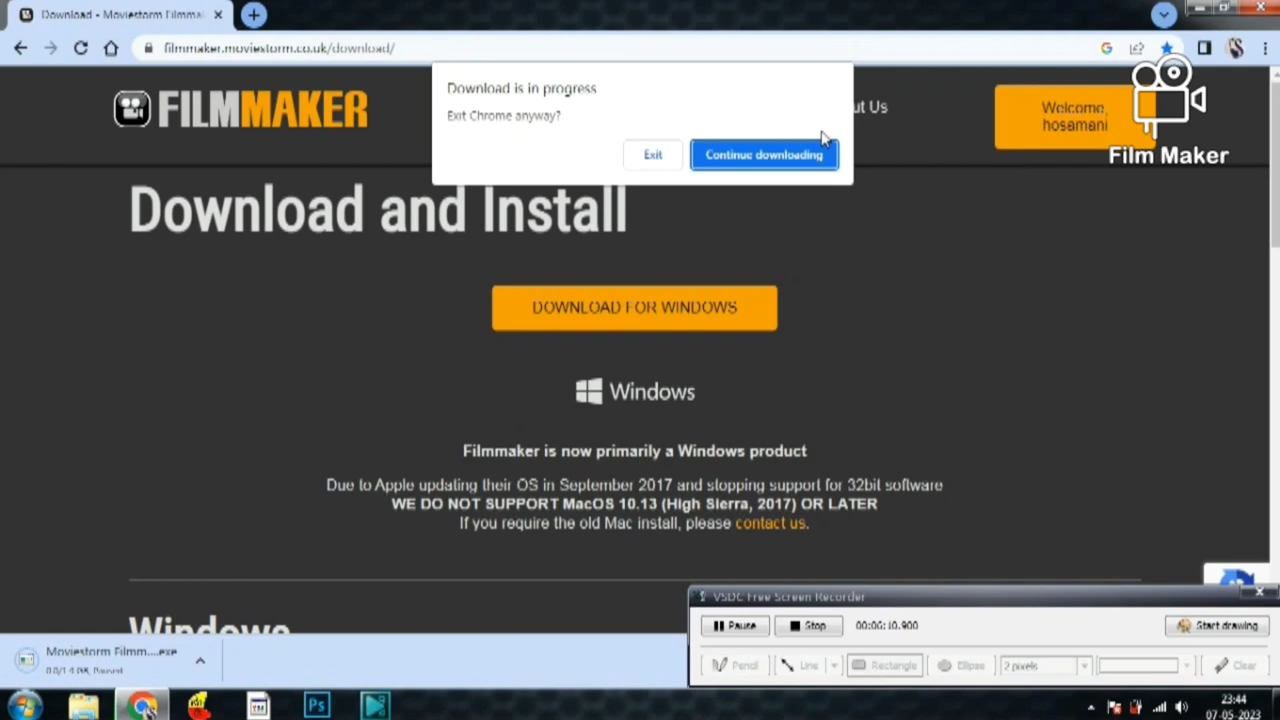 Download - Moviestorm Filmma
filmmaker.moviestorm.co.uk/download/
Download is in progress
Exit Chrome anyway?
Exit
Continue downloading
FILMMAKER
ut Us
Welcome,
hosamani
Film Maker
Download and Install
DOWNLOAD FOR WINDOWS
Windows
Filmmaker is now primarily a Windows product
Due to Apple updating their OS in September 2017 and stopping support for 32bit software
WE DO NOT SUPPORT MacOS 10.13 (High Sierra, 2017) OR LATER
If you require the old Mac install, please contact us.
Windows
VSDC Free Screen Recorder
Pause
Stop
Start drawing
Pencil
Line
Rectangle
Ellipse
2 pixels
Clear
Moviestorm Filmm....exe
Ps
23:44
07-05-2023